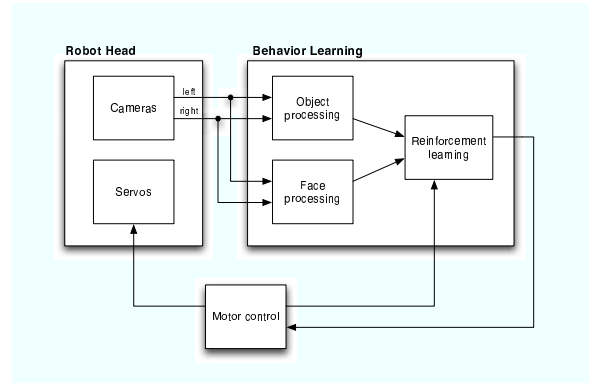 Robot Head
Behavior Learning
left
right
Cameras
Object
processing
Reinforcement
learning
Servos
Face
processing
Motor control